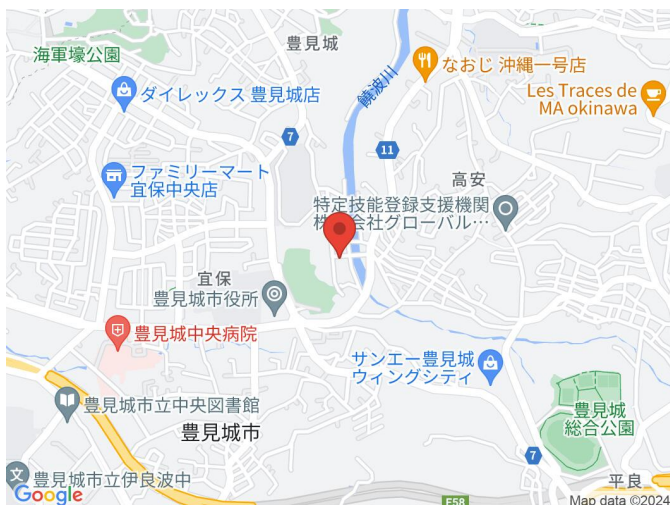 海軍壕公園
豊見城
なおじ 沖縄一号店
饒波川
ダイレックス 豊見城店
Les Traces de
MA okinawa
7
11
ファミリーマート
宜保中央店
高安
特定技能登録支援機関
株式会社グローバル…
宜保
豊見城市役所
豊見城中央病院
サンエー豊見城
ウィングシティ
豊見城市立中央図書館
豊見城
総合公園
豊見城市
7
豊見城市立伊良波中
平良
Google
E58
Map data ©2024